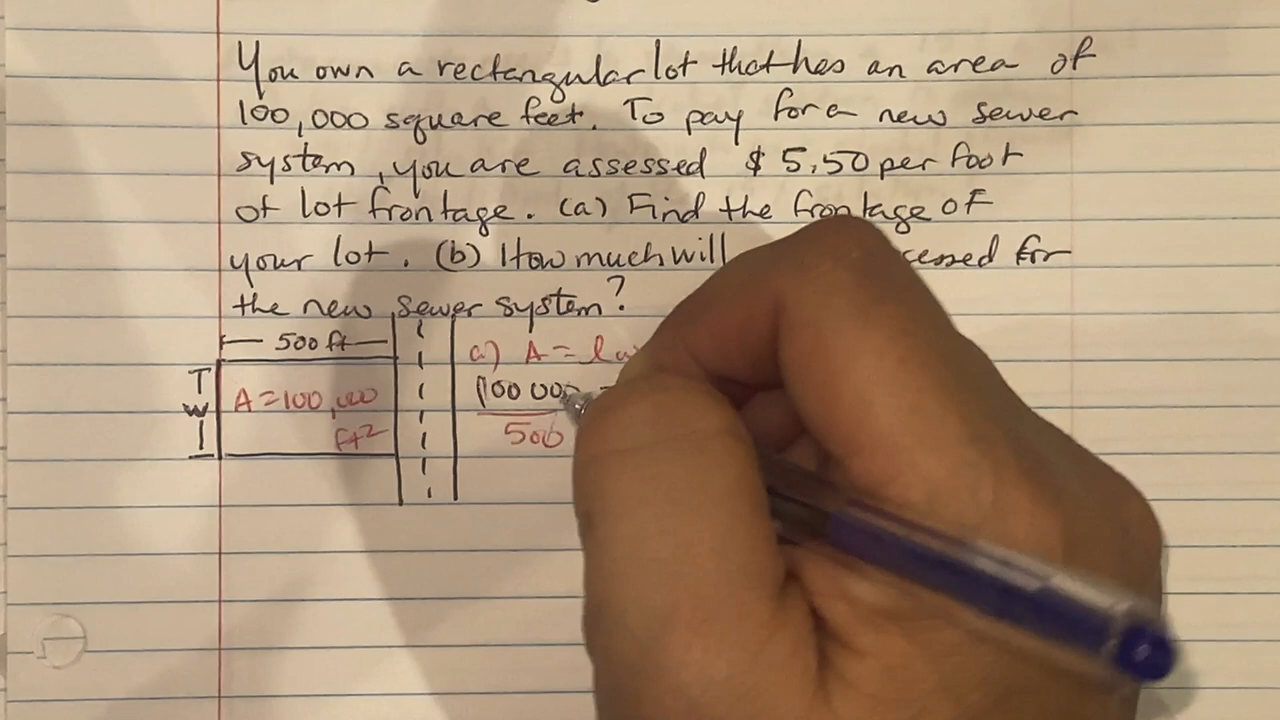 You own a rectangular lot that has an area of
100,000 square feet. To pay for a new sewer
system, you are assessed $5.50 per foot
of lot frontage. (a) Find the frontage of
your lot. (b) How much will for
the new sewer system?
500 ft
a) A = l
W
A = 100,000
ft²
100 000
500